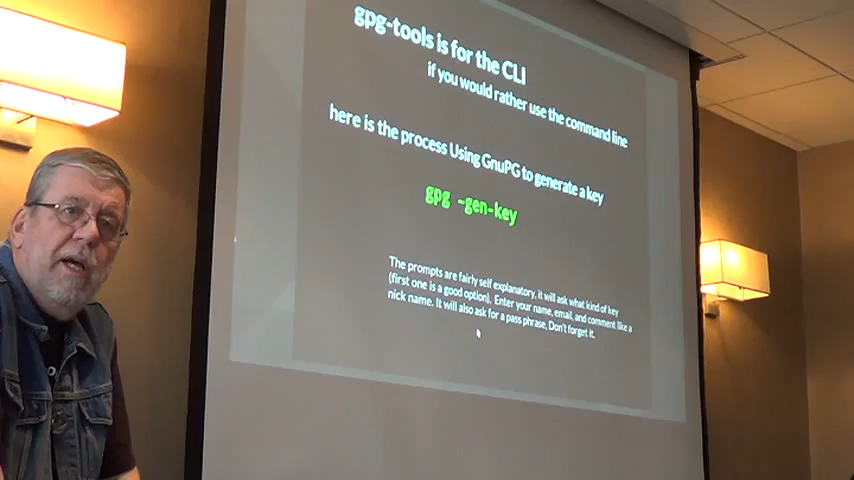 gpg-tools is for the CLI
if you would rather use the command line
here is the process Using GnuPG to generate a key
gpg -gen-key
The prompts are fairly self explanatory, it will ask what kind of key
(first one is a good option). Enter your name, email, and comment like a
nick name. It will also ask for a pass phrase. Don't forget it.